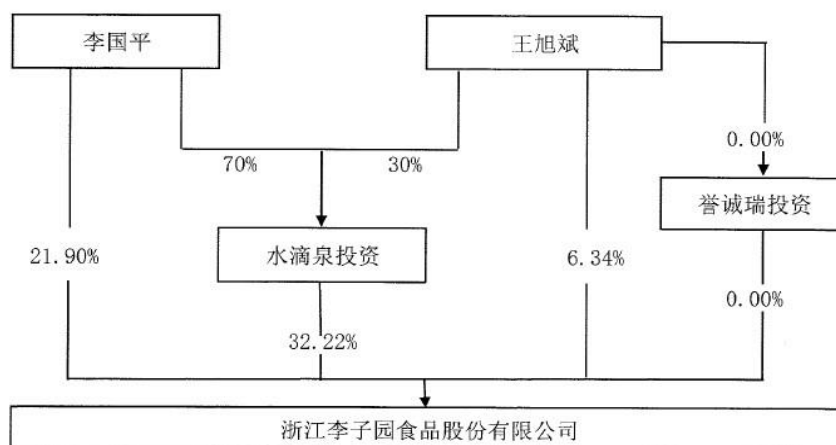 李国平
王旭斌
0.00%
70%
30%
誉诚瑞投资
21.90%
水滴泉投资
6.34%
0.00%
32.22%
浙江李子园食品股份有限公司